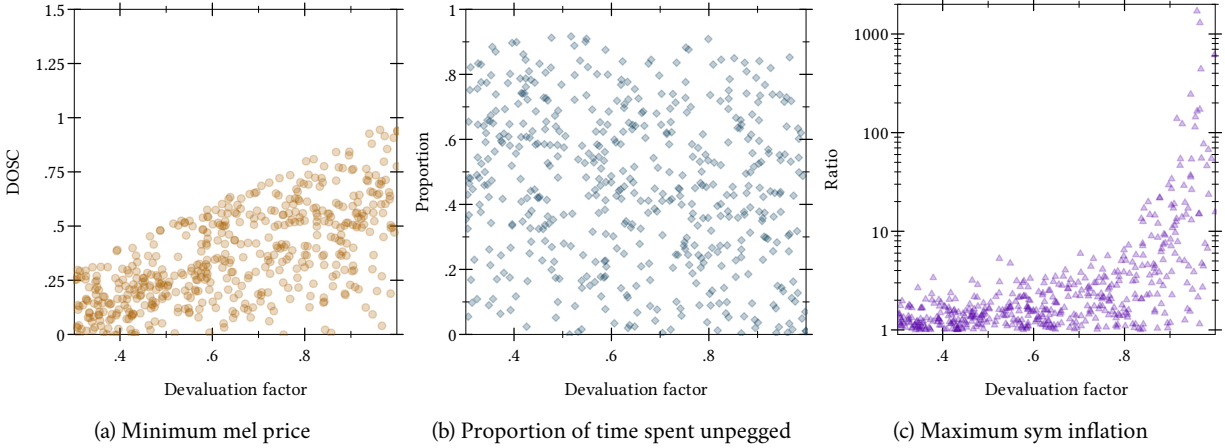 1.5
1.25
1
.75
.5
.25
0
DOSC
.4 .6 .8
Devaluation factor
(a) Minimum mel price
1
.8
.6
.4
.2
0
Proportion
.4 .6 .8
Devaluation factor
(b) Proportion of time spent unpegged
1000
100
10
1
Ratio
.4 .6 .8
Devaluation factor
(c) Maximum sym inflation